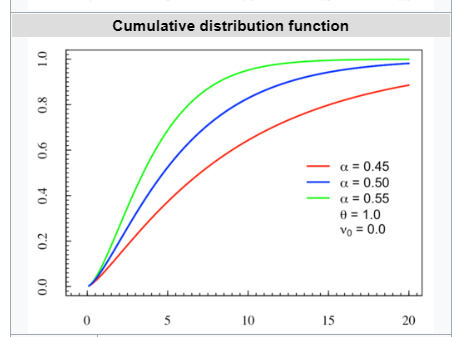 Cumulative distribution function
1.0
0.8
0.6
0.4
0.2
0.0
α = 0.45
α = 0.50
α = 0.55
θ = 1.0
ν₀ = 0.0
0 5 10 15 20